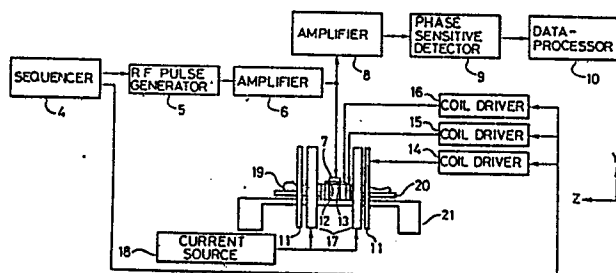 AMPLIFIER
8
PHASE
SENSITIVE
DETECTOR
9
DATA-
PROCESSOR
10
SEQUENCER
4
RF PULSE
GENERATOR
5
AMPLIFIER
6
16
COIL DRIVER
15
COIL DRIVER
14
COIL DRIVER
7
19
20
12
13
17
11
11
21
18
CURRENT
SOURCE
Y
Z